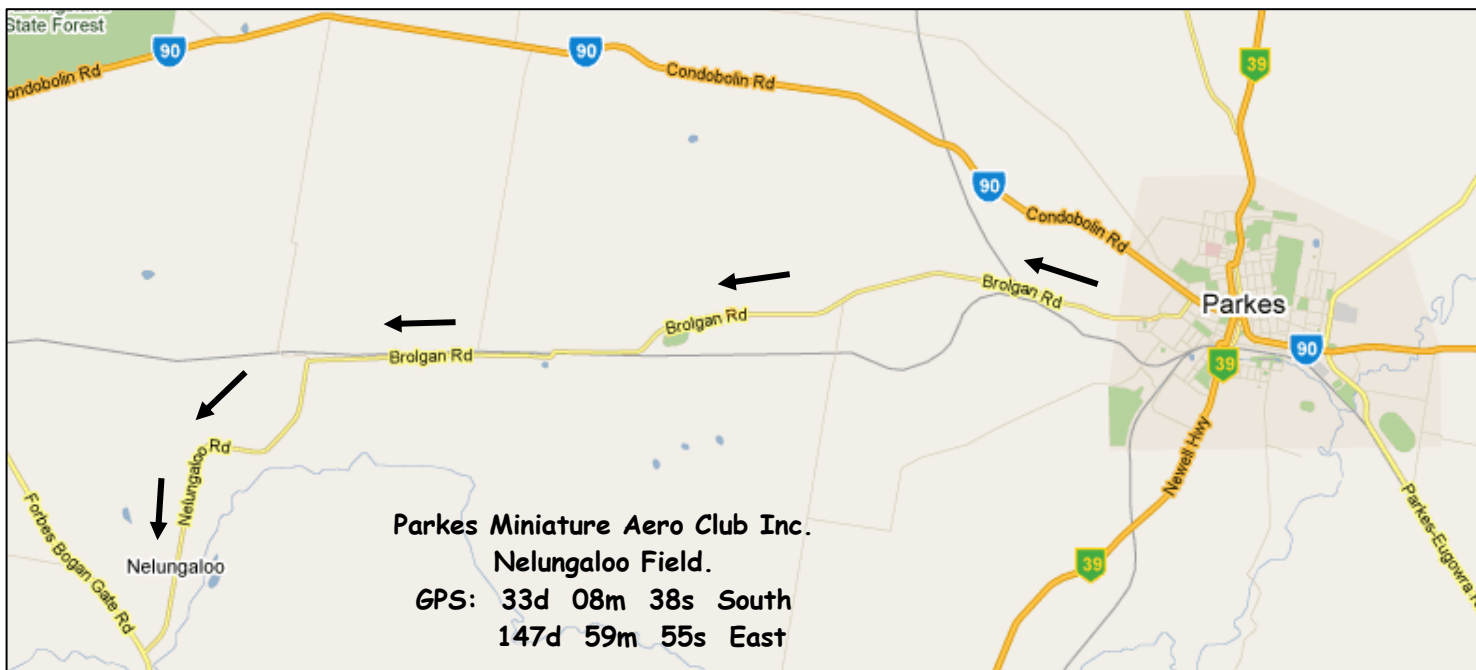 State Forest
90
90
39
Condobolin Rd
Condobolin Rd
90
Condobolin Rd
Brolgan Rd
Parkes
Brolgan Rd
Brolgan Rd
90
39
Nelungaloo Rd
Newell Hwy
Forbes Bogan Gate Rd
Parkes-Eugowra
Nelungaloo
39
Parkes Miniature Aero Club Inc.
Nelungaloo Field.
GPS: 33d 08m 38s South
147d 59m 55s East